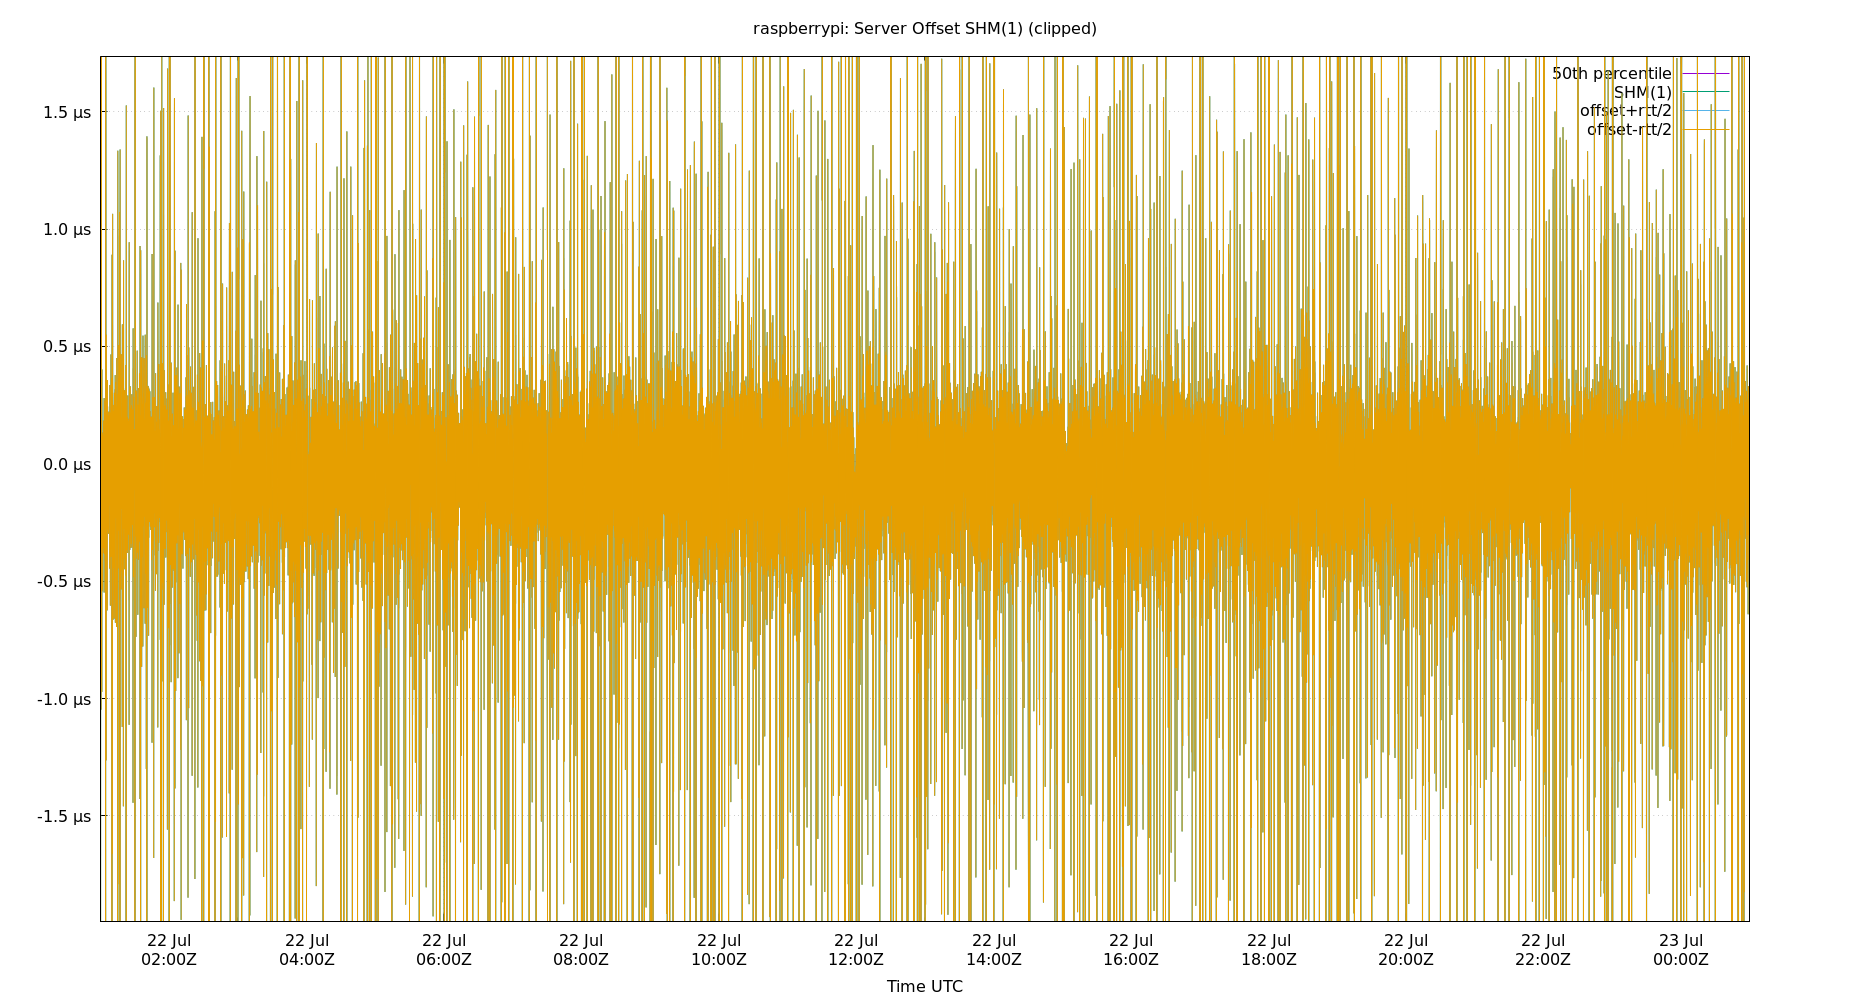 raspberrypi: Server Offset SHM(1) (clipped)
50th percentile
SHM(1)
offset+rtt/2
offset-rtt/2
1.5 µs
1.0 µs
0.5 µs
0.0 µs
-0.5 µs
-1.0 µs
-1.5 µs
22 Jul 22 Jul 22 Jul 22 Jul 22 Jul 22 Jul 22 Jul 22 Jul 22 Jul 22 Jul 22 Jul 23 Jul
02:00Z 04:00Z 06:00Z 08:00Z 10:00Z 12:00Z 14:00Z 16:00Z 18:00Z 20:00Z 22:00Z 00:00Z
Time UTC